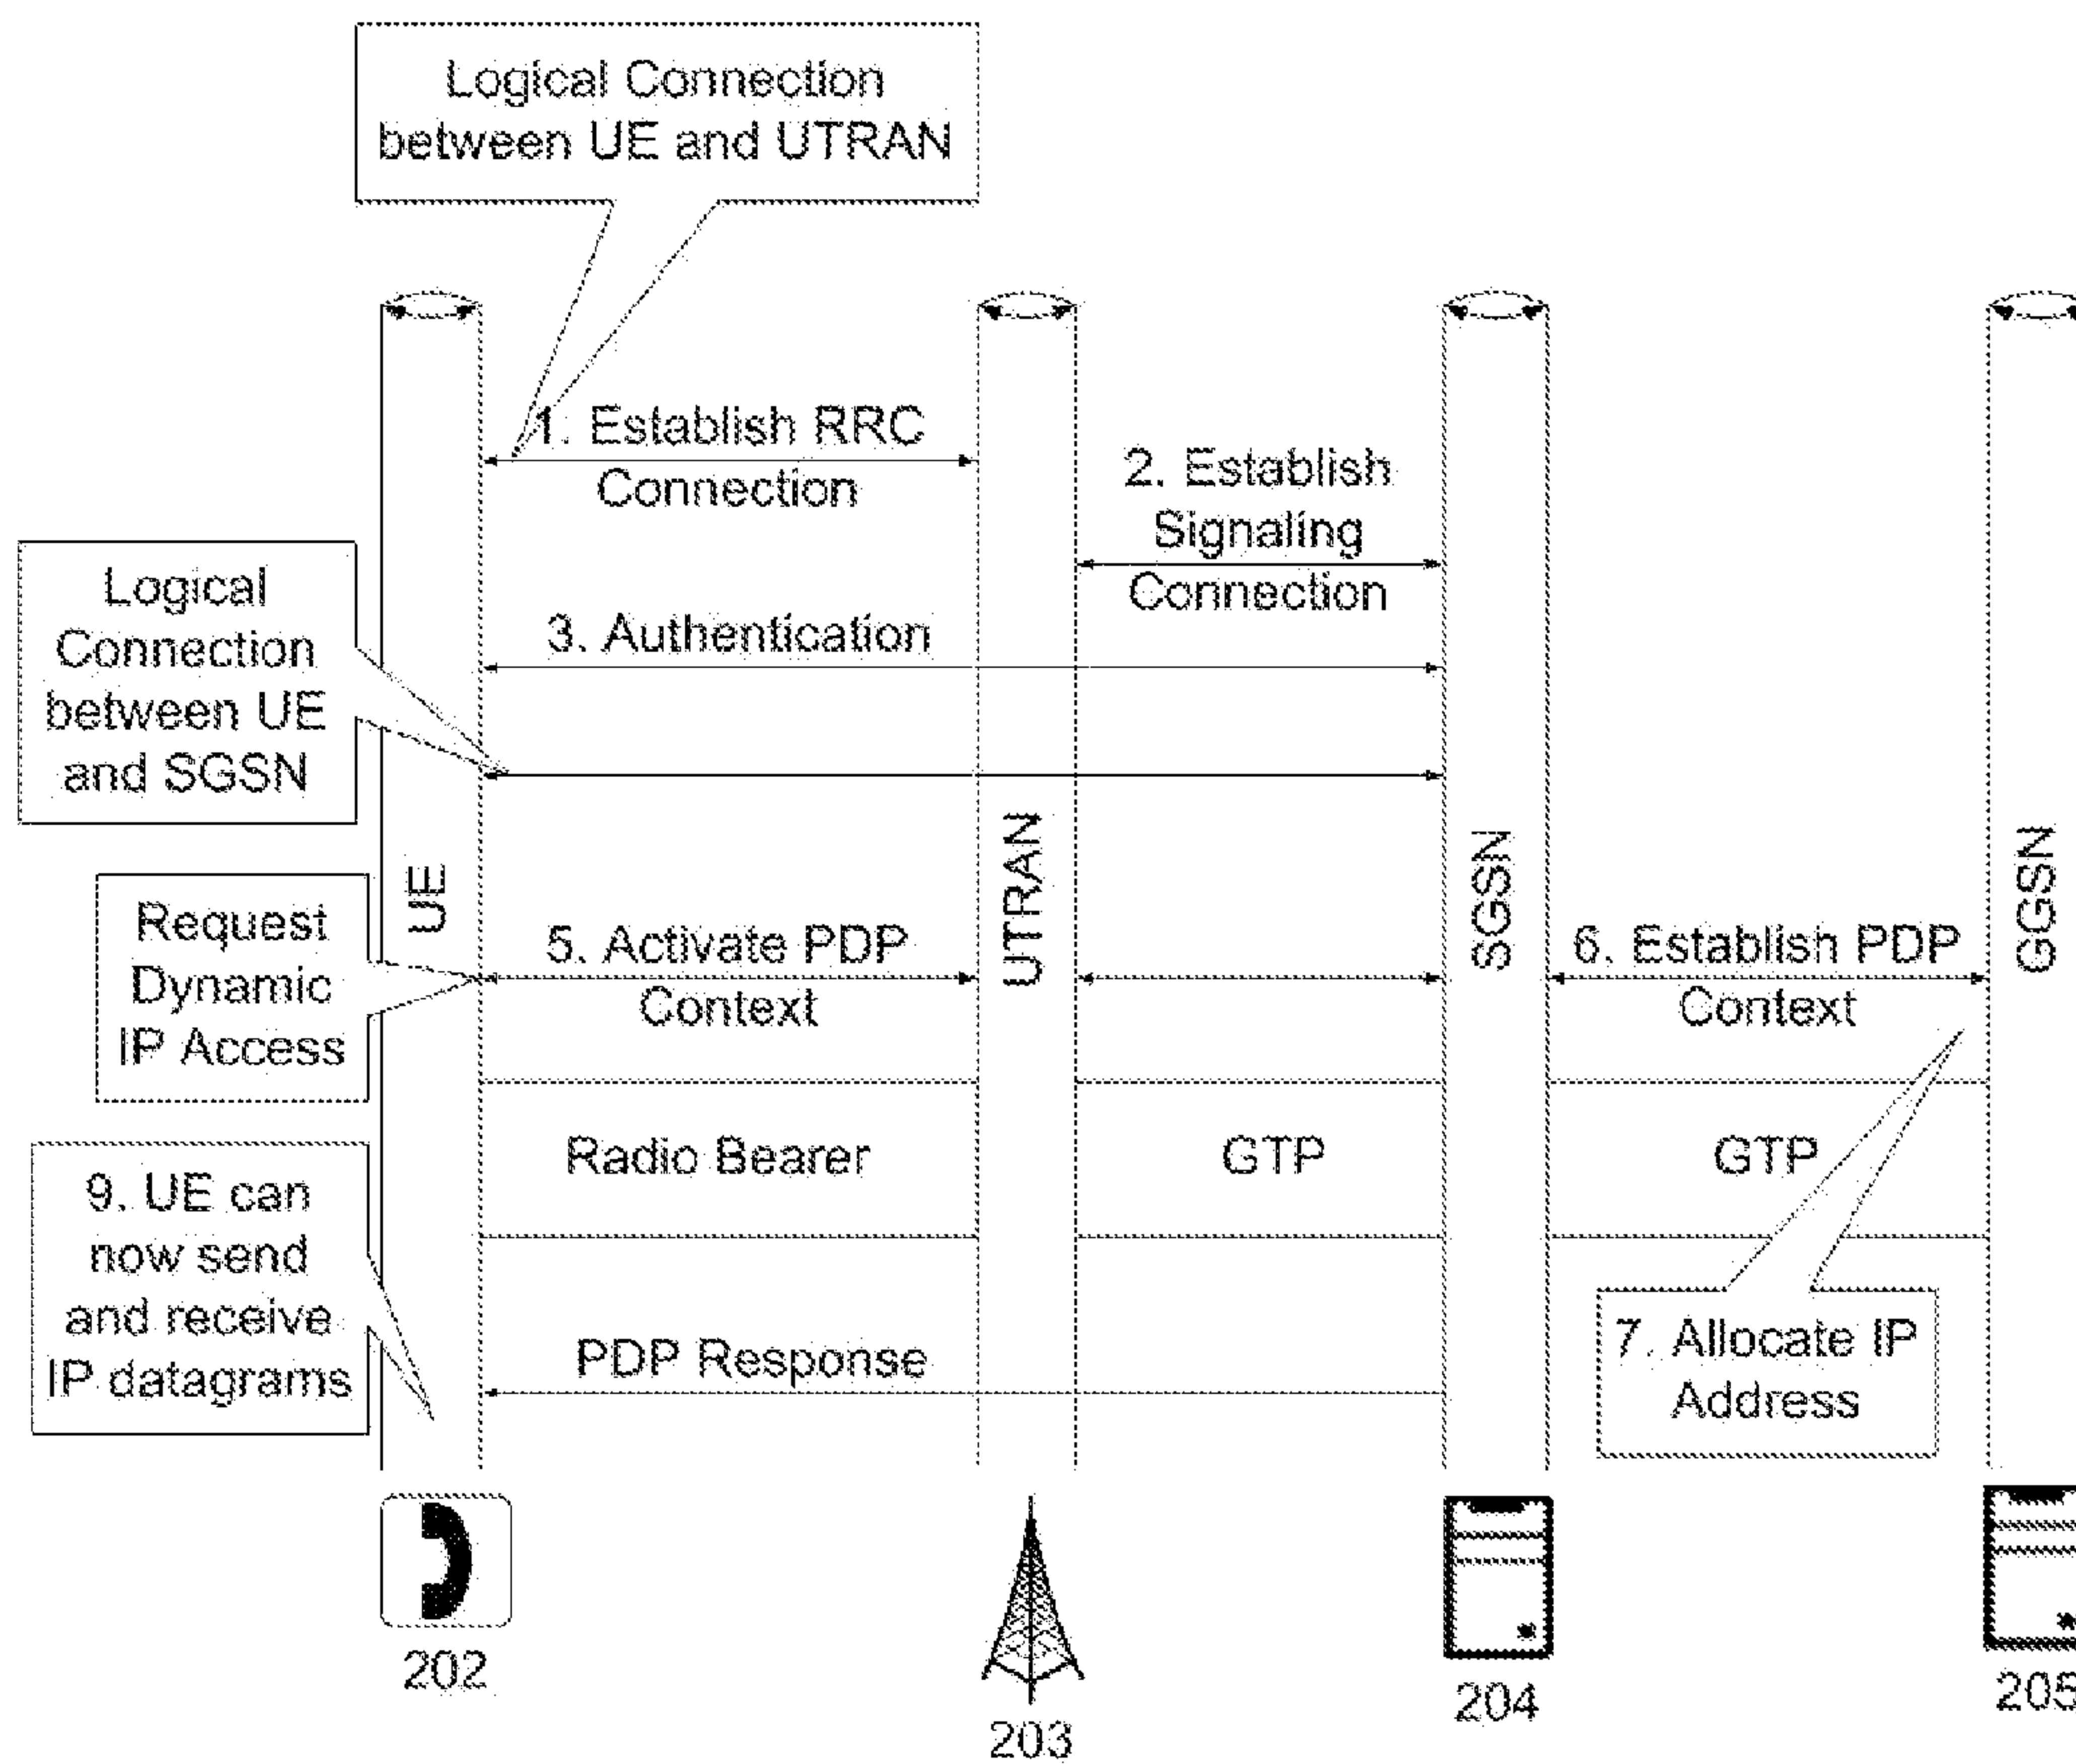 Logical Connection
between UE and UTRAN
1. Establish RRC
Connection
2. Establish
Signaling
Connection
Logical
Connection
between UE
and SGSN
3. Authentication
UE
UTRAN
SGSN
GGSN
Request
Dynamic
IP Access
5. Activate PDP
Context
6. Establish PDP
Context
Radio Bearer
GTP
GTP
9. UE can
now send
and receive
IP datagrams
PDP Response
7. Allocate IP
Address
202
203
204
205